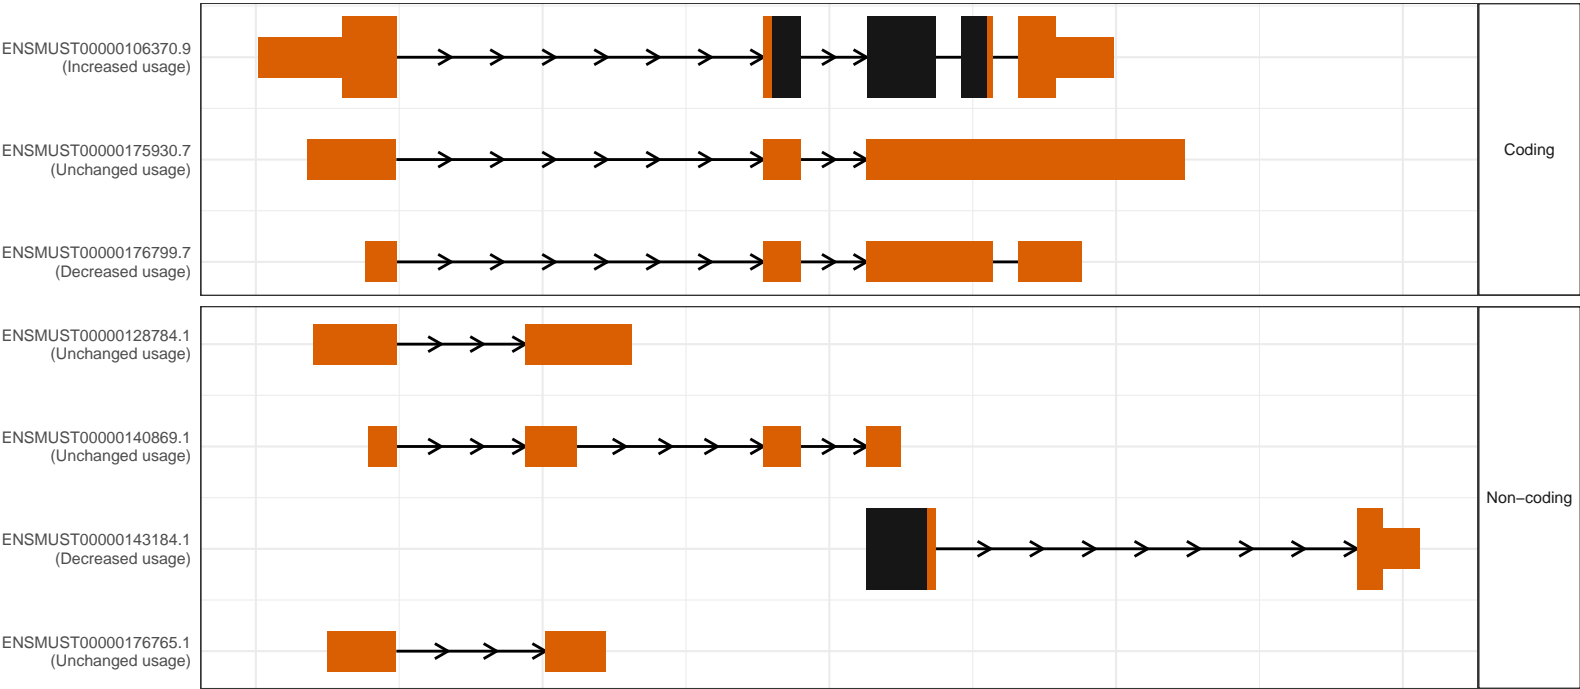 ENSMUST00000106370.9
(Increased usage)
ENSMUST00000175930.7
(Unchanged usage)
Coding
ENSMUST00000176799.7
(Decreased usage)
ENSMUST00000128784.1
(Unchanged usage)
ENSMUST00000140869.1
(Unchanged usage)
Non−coding
ENSMUST00000143184.1
(Decreased usage)
ENSMUST00000176765.1
(Unchanged usage)